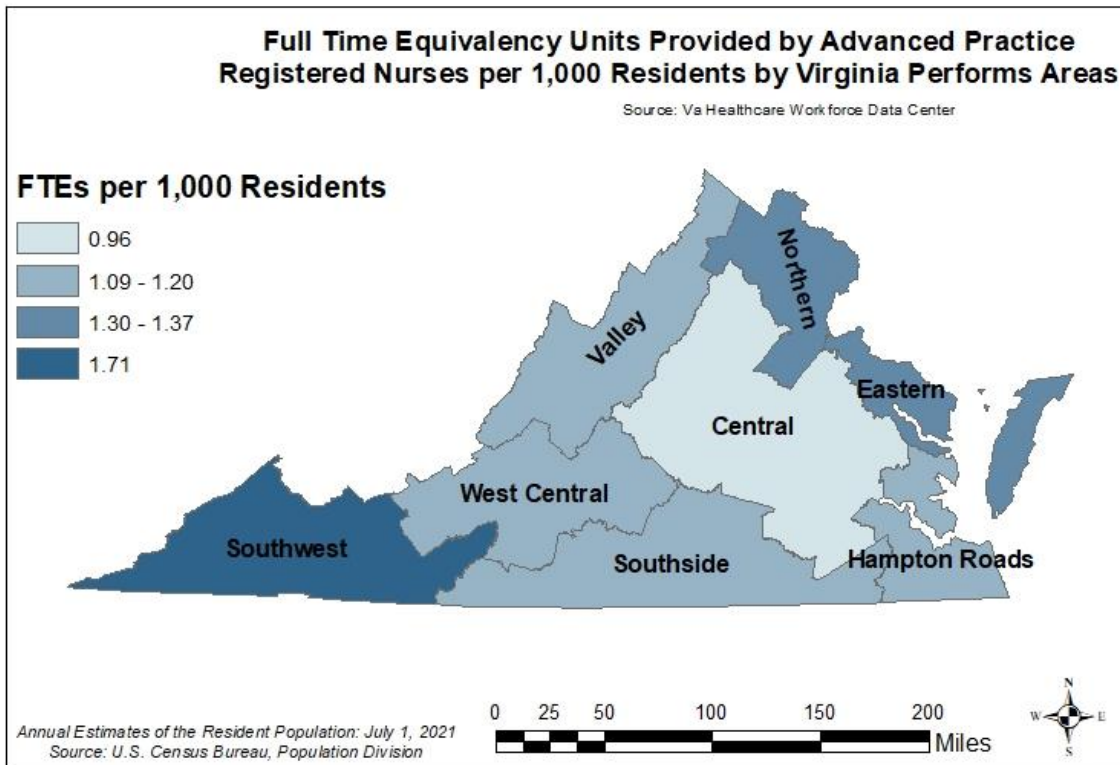 Full Time Equivalency Units Provided by Advanced Practice
Registered Nurses per 1,000 Residents by Virginia Performs Areas
Source: Va Healthcare Workforce Data Center
FTEs per 1,000 Residents
0.96
1.09 - 1.20
1.30 - 1.37
1.71
Northern
Valley
Eastern
Central
West Central
Southwest
Southside
Hampton Roads
Annual Estimates of the Resident Population: July 1, 2021
Source: U.S. Census Bureau, Population Division
0 25 50 100 150 200
Miles
N
W E
S